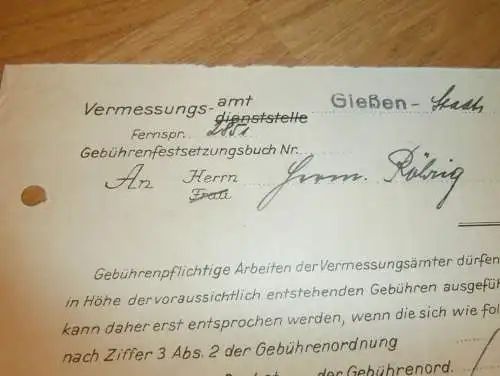 Vermessungs- amt Gießen - Stadt
dienststelle
Fernspr. 2851
Gebührenfestsetzungsbuch Nr.
An Herrn Herrm. Röhrig
Frau
Gebührenpflichtige Arbeiten der Vermessungsämter dürfen
in Höhe der voraussichtlich entstehenden Gebühren ausgefüh
kann daher erst entsprochen werden, wenn die sich wie fol
nach Ziffer 3 Abs. 2 der Gebührenordnung
der Gebührenord.